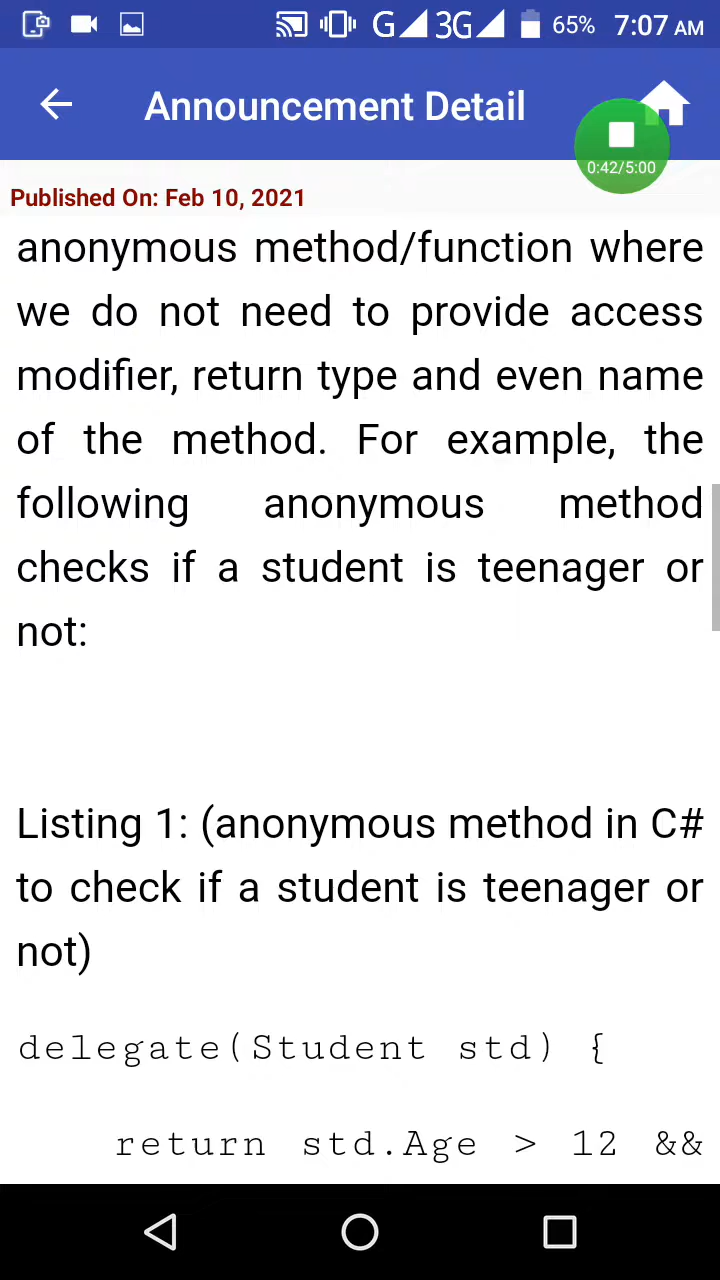 G 3G 65% 7:07 AM
Announcement Detail
0:42/5:00
Published On: Feb 10, 2021
anonymous method/function where
we do not need to provide access
modifier, return type and even name
of the method. For example, the
following anonymous method
checks if a student is teenager or
not:
Listing 1: (anonymous method in C#
to check if a student is teenager or
not)
delegate(Student std) {
return std.Age > 12 &&